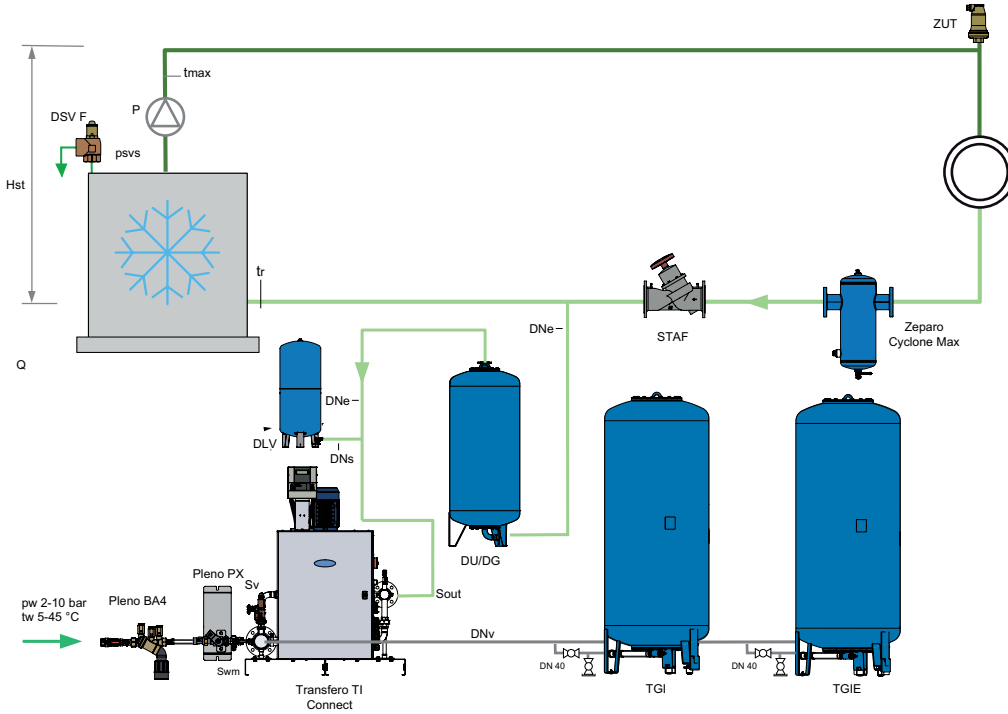 ZUT
tmax
P
DSV F
psvs
Hst
tr
DNe
STAF
Zeparo
Cyclone Max
Q
DNe
DLV
DNs
DU/DG
Pleno PX
Sv
Sout
Pleno BA4
pw 2-10 bar
tw 5-45 °C
DNv
Swm
DN 40
DN 40
Transfero TI
Connect
TGI
TGIE